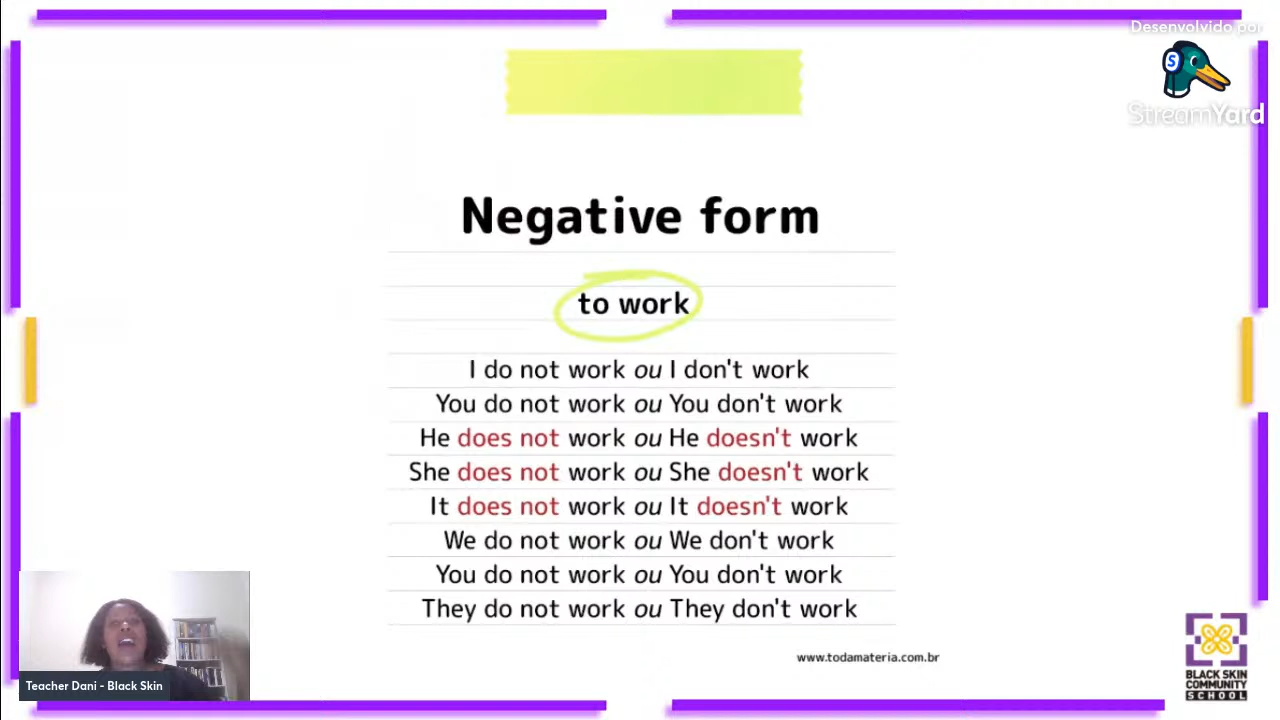 Desenvolvido por
S
StreamYard
Negative form
to work
I do not work ou I don't work
You do not work ou You don't work
He does not work ou He doesn't work
She does not work ou She doesn't work
It does not work ou It doesn't work
We do not work ou We don't work
You do not work ou You don't work
They do not work ou They don't work
www.todamateria.com.br
Teacher Dani - Black Skin
BLACK SKIN
COMMUNITY
SCHOOL